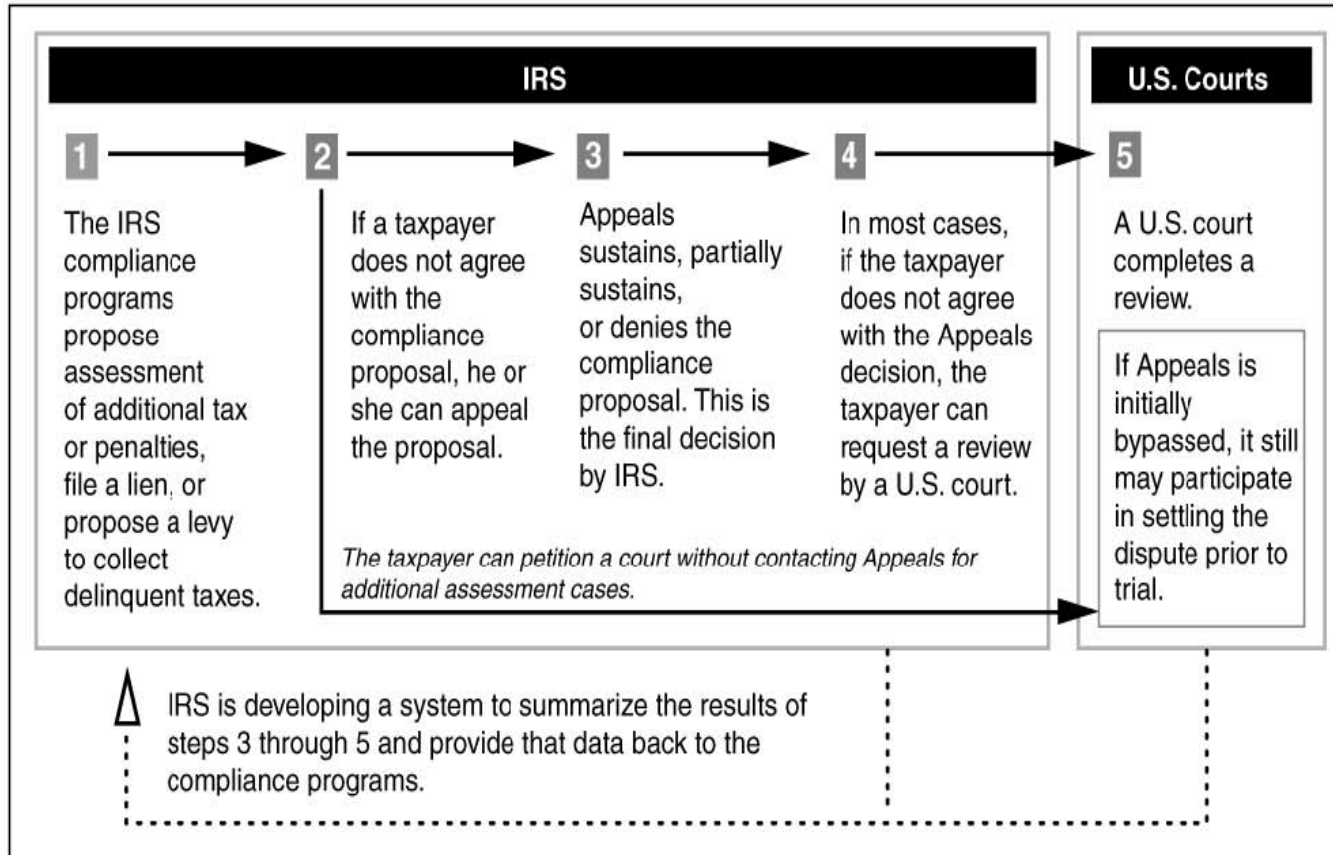 IRS
U.S. Courts
1
The IRS
compliance
programs
propose
assessment
of additional tax
or penalties,
file a lien, or
propose a levy
to collect
delinquent taxes.
2
If a taxpayer
does not agree
with the
compliance
proposal, he or
she can appeal
the proposal.
3
Appeals
sustains, partially
sustains,
or denies the
compliance
proposal. This is
the final decision
by IRS.
4
In most cases,
if the taxpayer
does not agree
with the Appeals
decision, the
taxpayer can
request a review
by a U.S. court.
5
A U.S. court
completes a
review.
If Appeals is
initially
bypassed, it still
may participate
in settling the
dispute prior to
trial.
The taxpayer can petition a court without contacting Appeals for
additional assessment cases.
IRS is developing a system to summarize the results of
steps 3 through 5 and provide that data back to the
compliance programs.